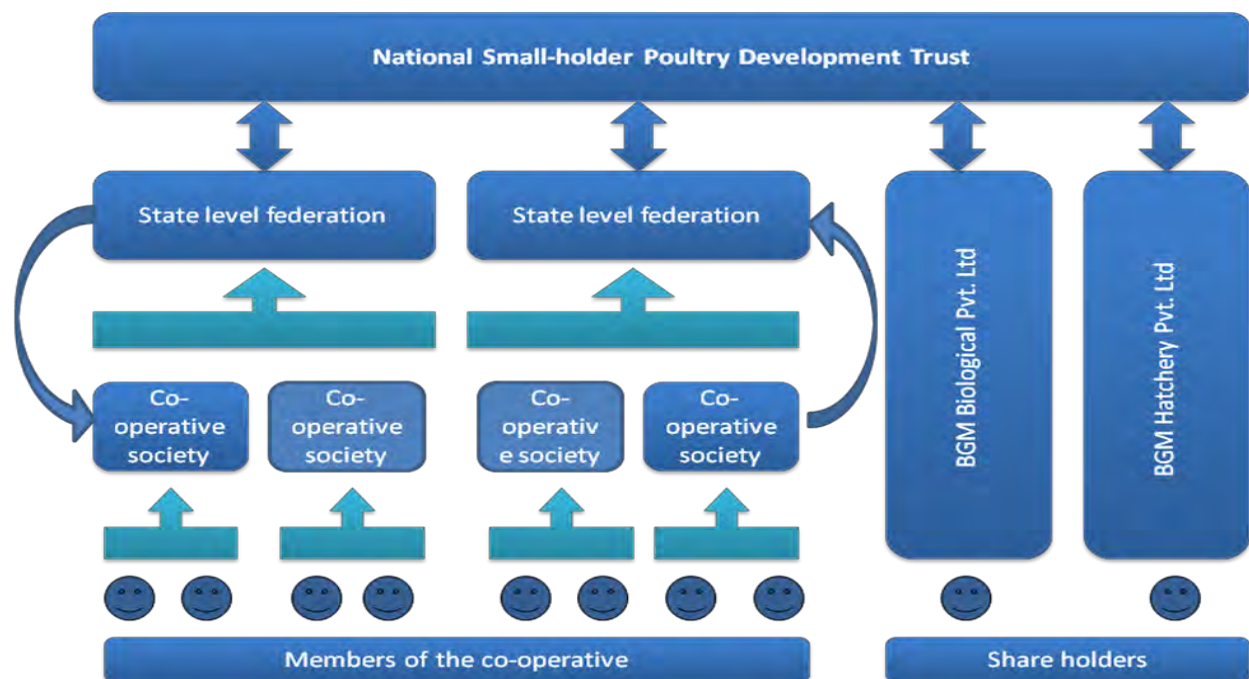 National Small-holder Poultry Development Trust
State level federation
State level federation
BGM Biological Pvt. Ltd
BGM Hatchery Pvt. Ltd
Co-
operative
society
Co-
operative
society
Co-
operativ
e society
Co-
operative
society
Members of the co-operative
Share holders